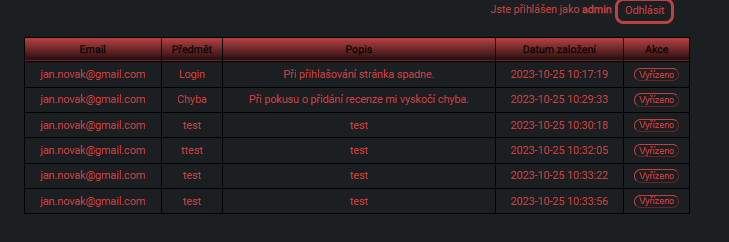 Jste přihlášen jako admin Odhlásit
Email Předmět Popis Datum založení Akce
jan.novak@gmail.com Login Při přihlašování stránka spadne. 2023-10-25 10:17:19 Vyřízeno
jan.novak@gmail.com Chyba Při pokusu o přidání recenze mi vyskočí chyba. 2023-10-25 10:29:33 Vyřízeno
jan.novak@gmail.com test test 2023-10-25 10:30:18 Vyřízeno
jan.novak@gmail.com ttest test 2023-10-25 10:32:05 Vyřízeno
jan.novak@gmail.com test test 2023-10-25 10:33:22 Vyřízeno
jan.novak@gmail.com test test 2023-10-25 10:33:56 Vyřízeno